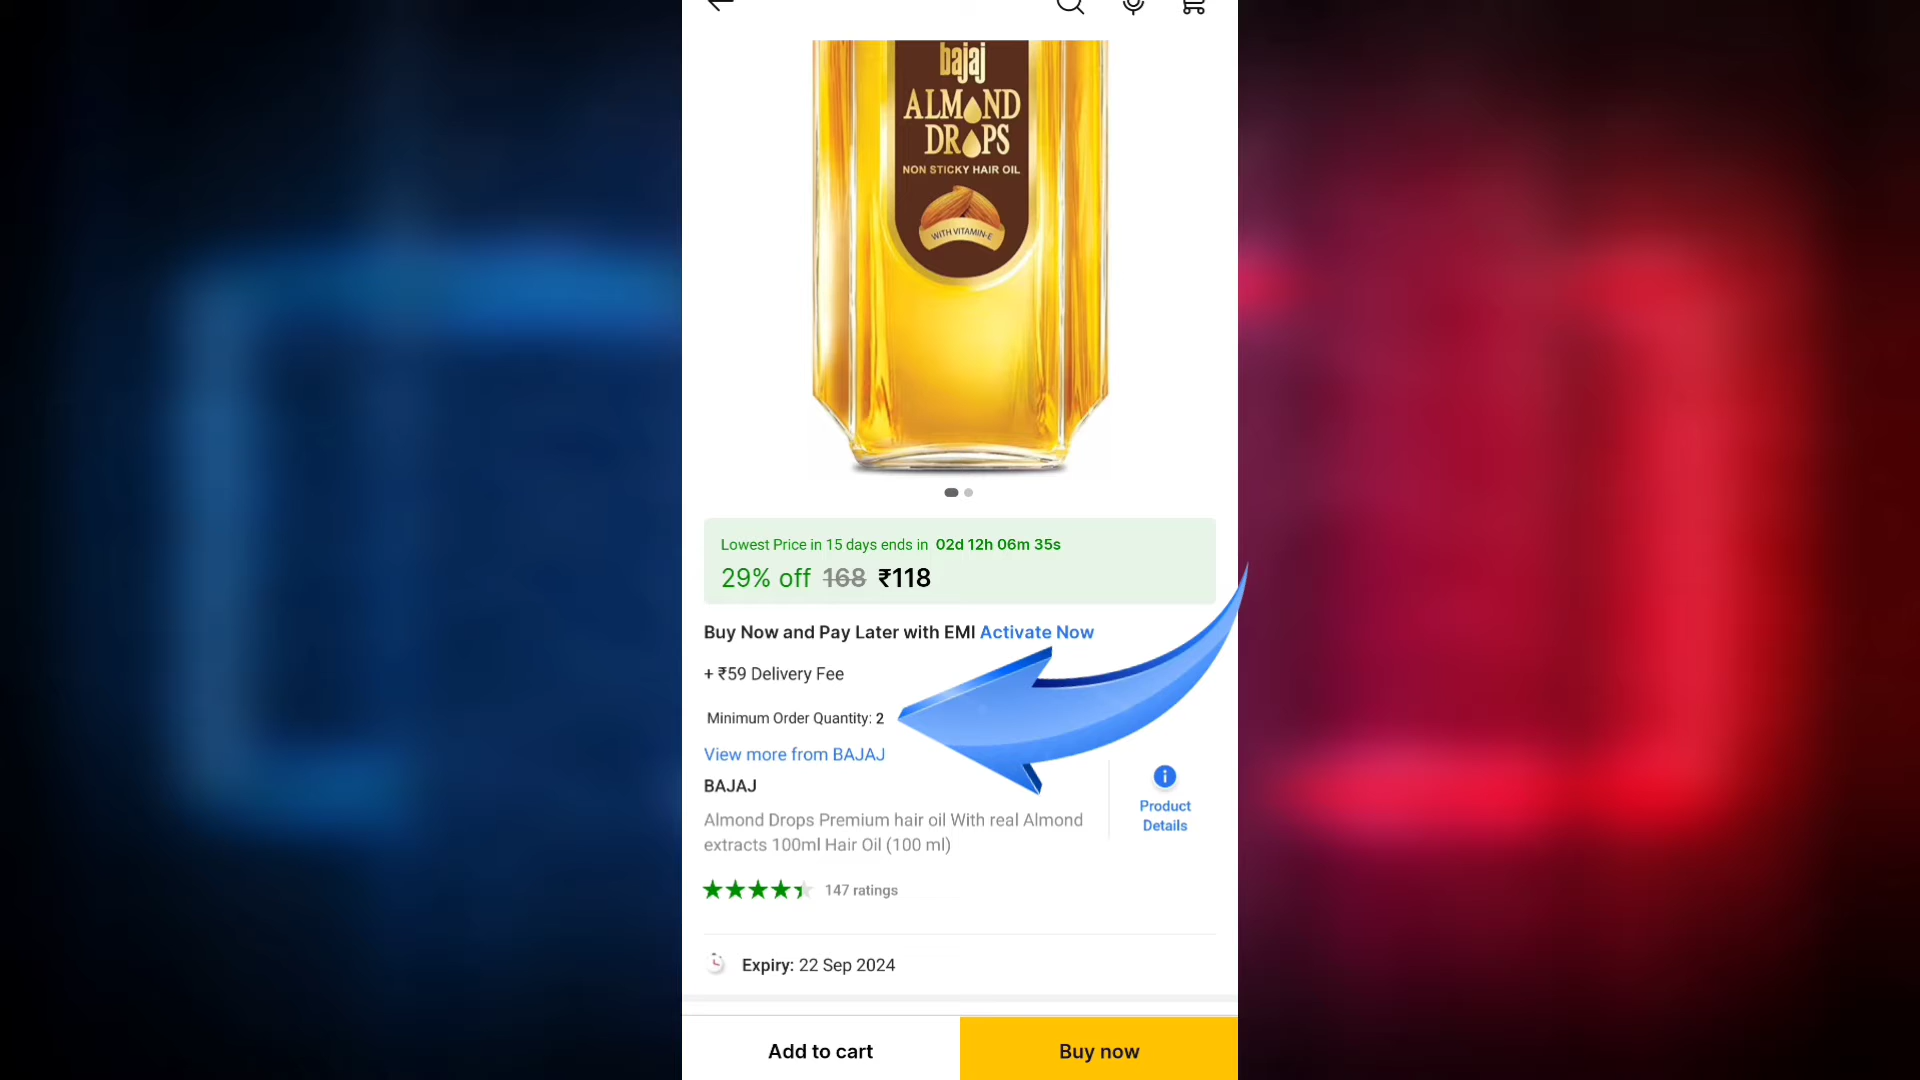 bajaj
ALMOND
DROPS
NON STICKY HAIR OIL
WITH VITAMIN-E
Lowest Price in 15 days ends in 02d 12h 06m 35s
29% off 168 ₹118
Buy Now and Pay Later with EMI Activate Now
+ ₹59 Delivery Fee
Minimum Order Quantity: 2
View more from BAJAJ
BAJAJ
Almond Drops Premium hair oil With real Almond
extracts 100ml Hair Oil (100 ml)
Product
Details
147 ratings
Expiry: 22 Sep 2024
Add to cart
Buy now